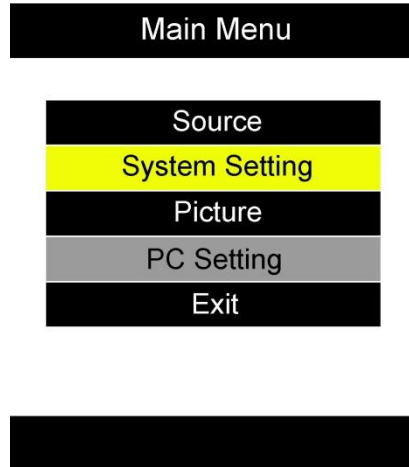 Main Menu
Source
System Setting
Picture
PC Setting
Exit